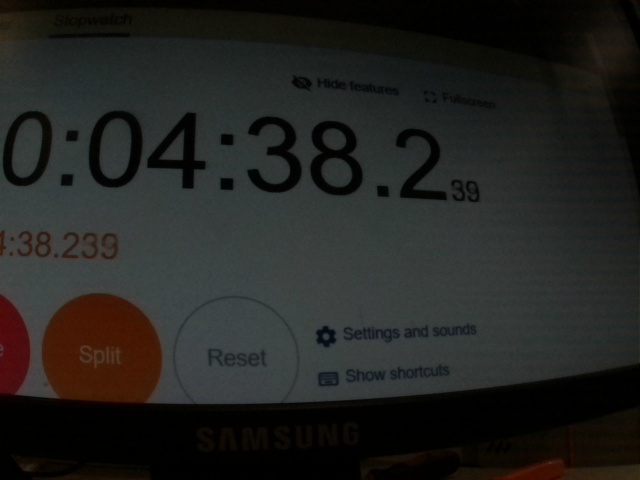 Stopwatch
Hide features
Fullscreen
0:04:38.239
4:38.239
e
Split
Reset
Settings and sounds
Show shortcuts
SAMSUNG